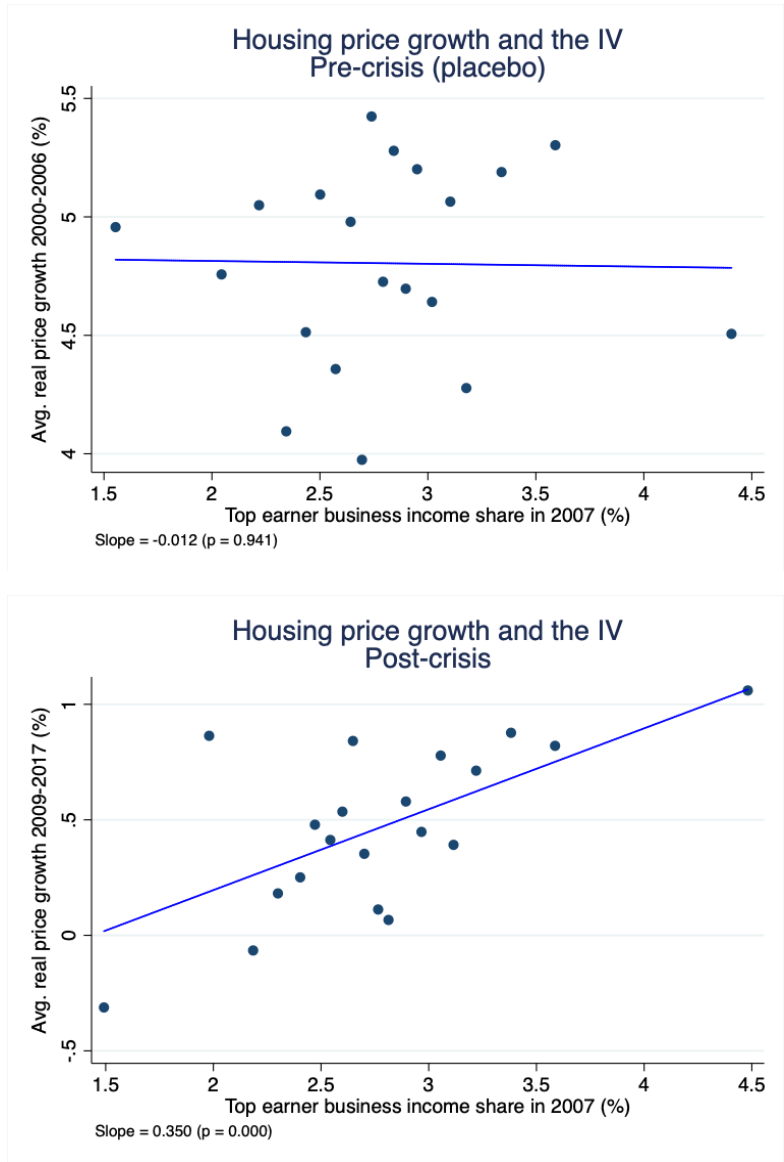 Housing price growth and the IV
Pre-crisis (placebo)
Avg. real price growth 2000-2006 (%)
5.5
5
4.5
4
1.5 2 2.5 3 3.5 4 4.5
Top earner business income share in 2007 (%)
Slope = -0.012 (p = 0.941)
Housing price growth and the IV
Post-crisis
Avg. real price growth 2009-2017 (%)
1
.5
0
-.5
1.5 2 2.5 3 3.5 4 4.5
Top earner business income share in 2007 (%)
Slope = 0.350 (p = 0.000)